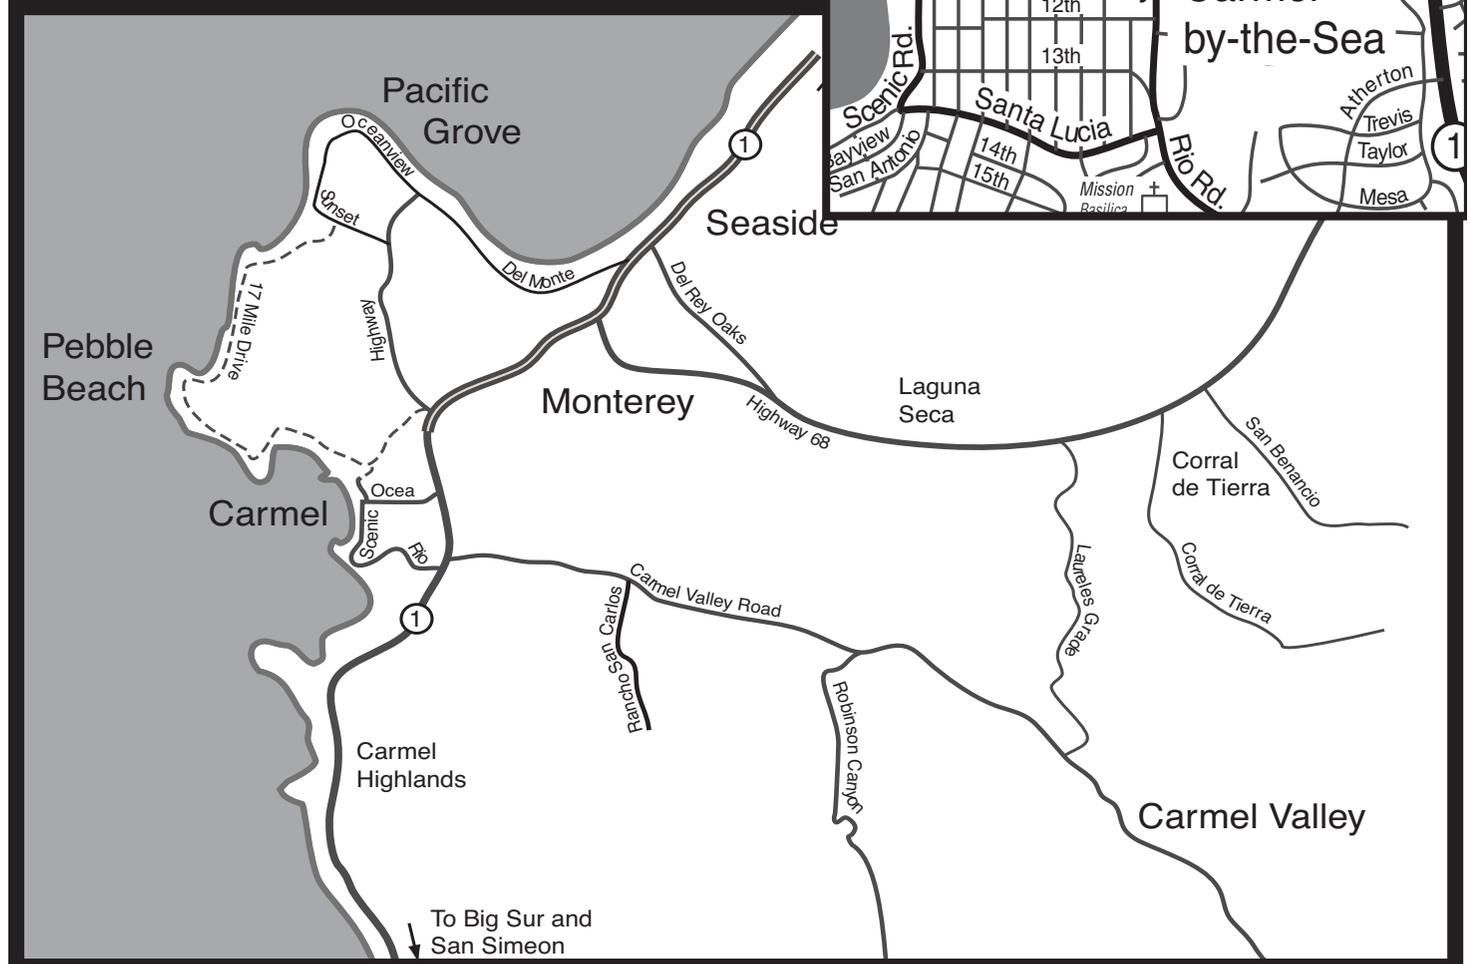 12th
by-the-Sea
13th
Scenic Rd.
Santa Lucia
San Antonio
14th
15th
Mission
Rio Rd.
Atherton
Trevis
Taylor
Mesa
1
Pacific
Grove
Oceanview
Sunset
1
Seaside
Del Monte
Del Rey Oaks
17 Mile Drive
Highway
Pebble
Beach
Monterey
Highway 68
Laguna
Seca
San Benancio
Corral
de Tierra
Ocea
Carmel
Scenic
Rio
Laureles Grade
Corral de Tierra
Carmel Valley Road
1
Rancho San Carlos
Robinson Canyon
Carmel
Highlands
Carmel Valley
To Big Sur and
San Simeon